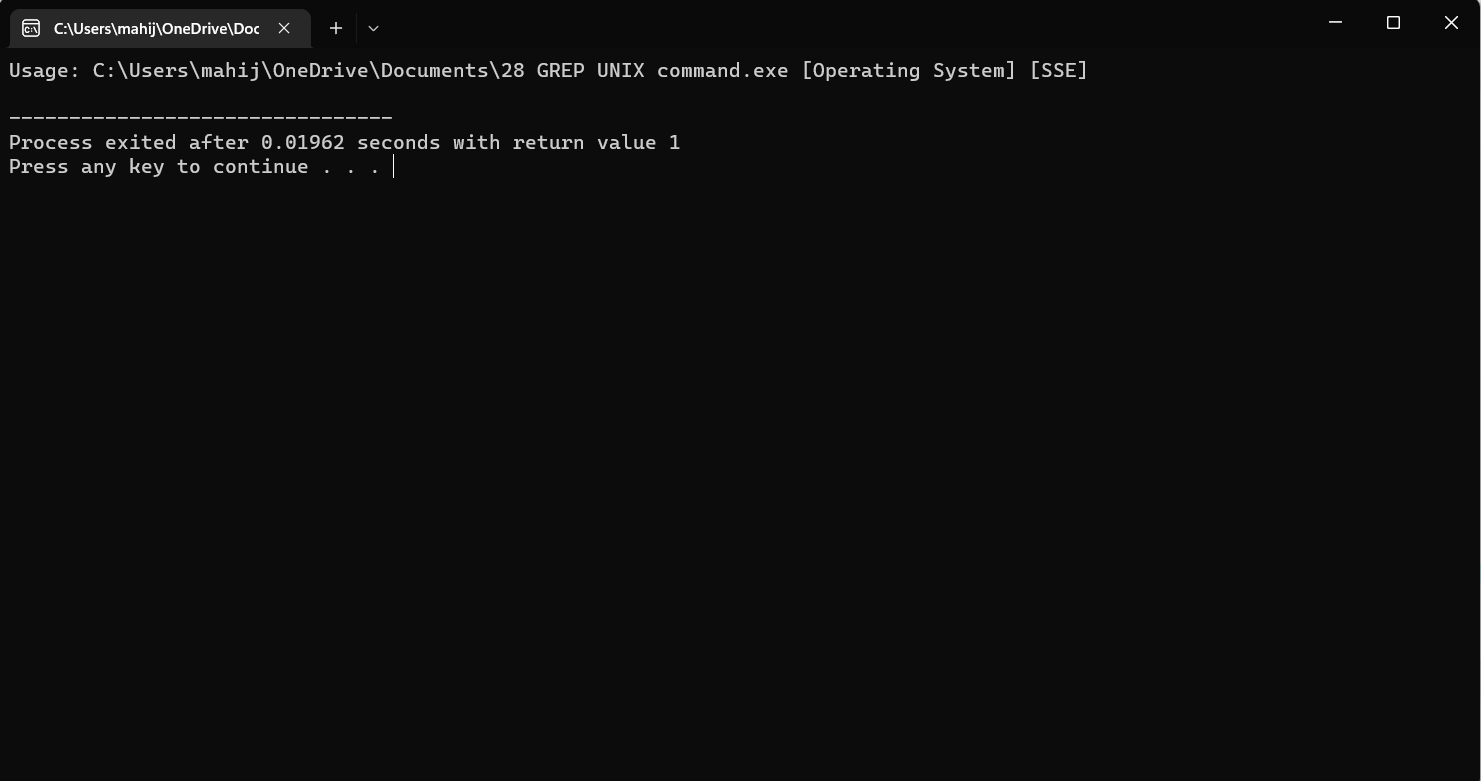 C:\Users\mahij\OneDrive\Doc
Usage: C:\Users\mahij\OneDrive\Documents\28 GREP UNIX command.exe [Operating System] [SSE]
--------------------------------
Process exited after 0.01962 seconds with return value 1
Press any key to continue . . .